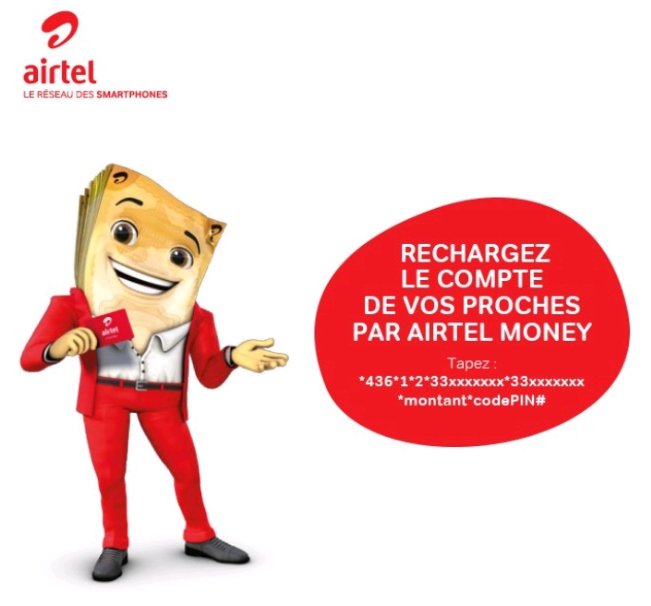 airtel
LE RÉSEAU DES SMARTPHONES
airtel
RECHARGEZ
LE COMPTE
DE VOS PROCHES
PAR AIRTEL MONEY
Tapez :
*436*1*2*33xxxxxxx*33xxxxxxx
*montant*codePIN#